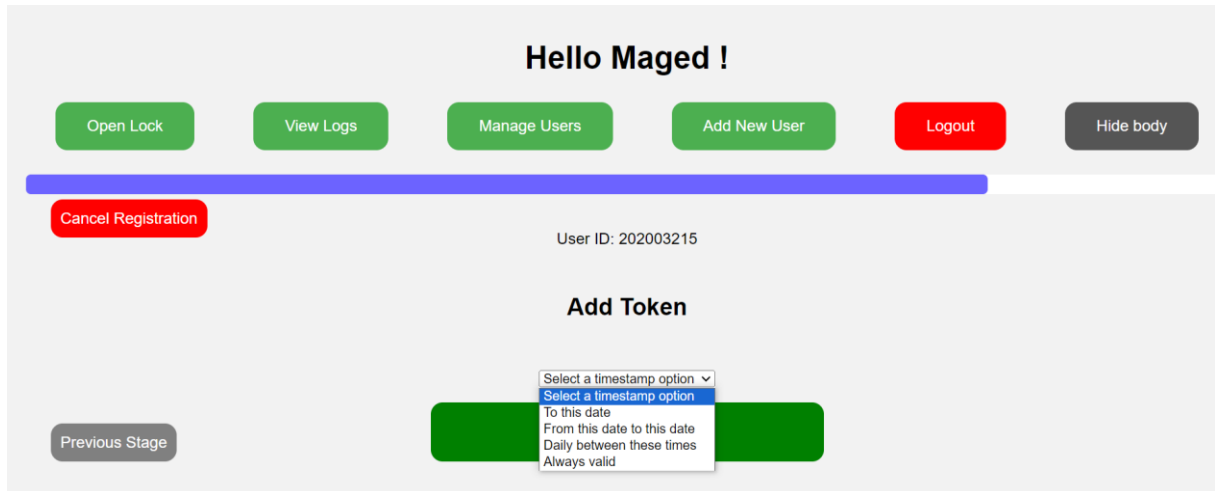 Hello Maged !
Open Lock View Logs Manage Users Add New User Logout Hide body
Cancel Registration
User ID: 202003215
Add Token
Select a timestamp option
Select a timestamp option
To this date
From this date to this date
Daily between these times
Always valid
Previous Stage